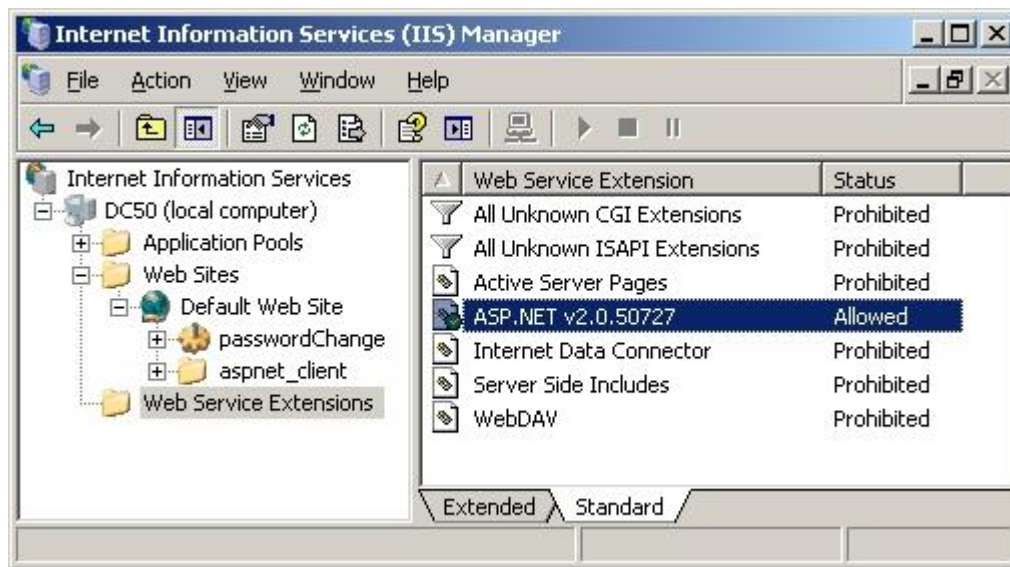 Internet Information Services (IIS) Manager
File Action View Window Help
Internet Information Services
DC50 (local computer)
Application Pools
Web Sites
Default Web Site
passwordChange
aspnet_client
Web Service Extensions
Web Service Extension Status
All Unknown CGI Extensions Prohibited
All Unknown ISAPI Extensions Prohibited
Active Server Pages Prohibited
ASP.NET v2.0.50727 Allowed
Internet Data Connector Prohibited
Server Side Includes Prohibited
WebDAV Prohibited
Extended Standard